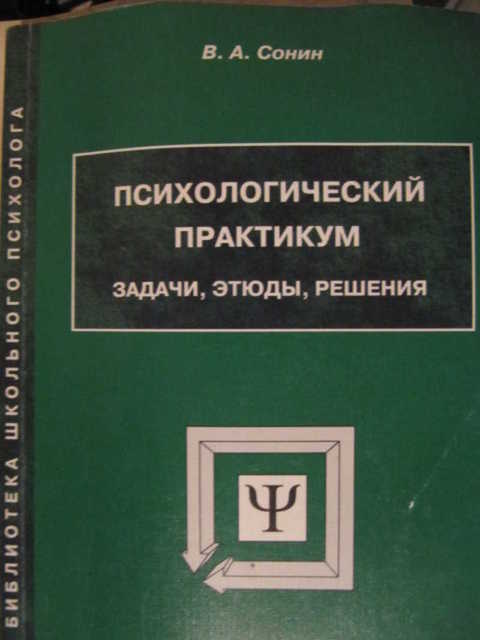 В. А. Сонин
ПСИХОЛОГИЧЕСКИЙ
ПРАКТИКУМ
ЗАДАЧИ, ЭТЮДЫ, РЕШЕНИЯ
Ψ
БИБЛИОТЕКА ШКОЛЬНОГО ПСИХОЛОГА